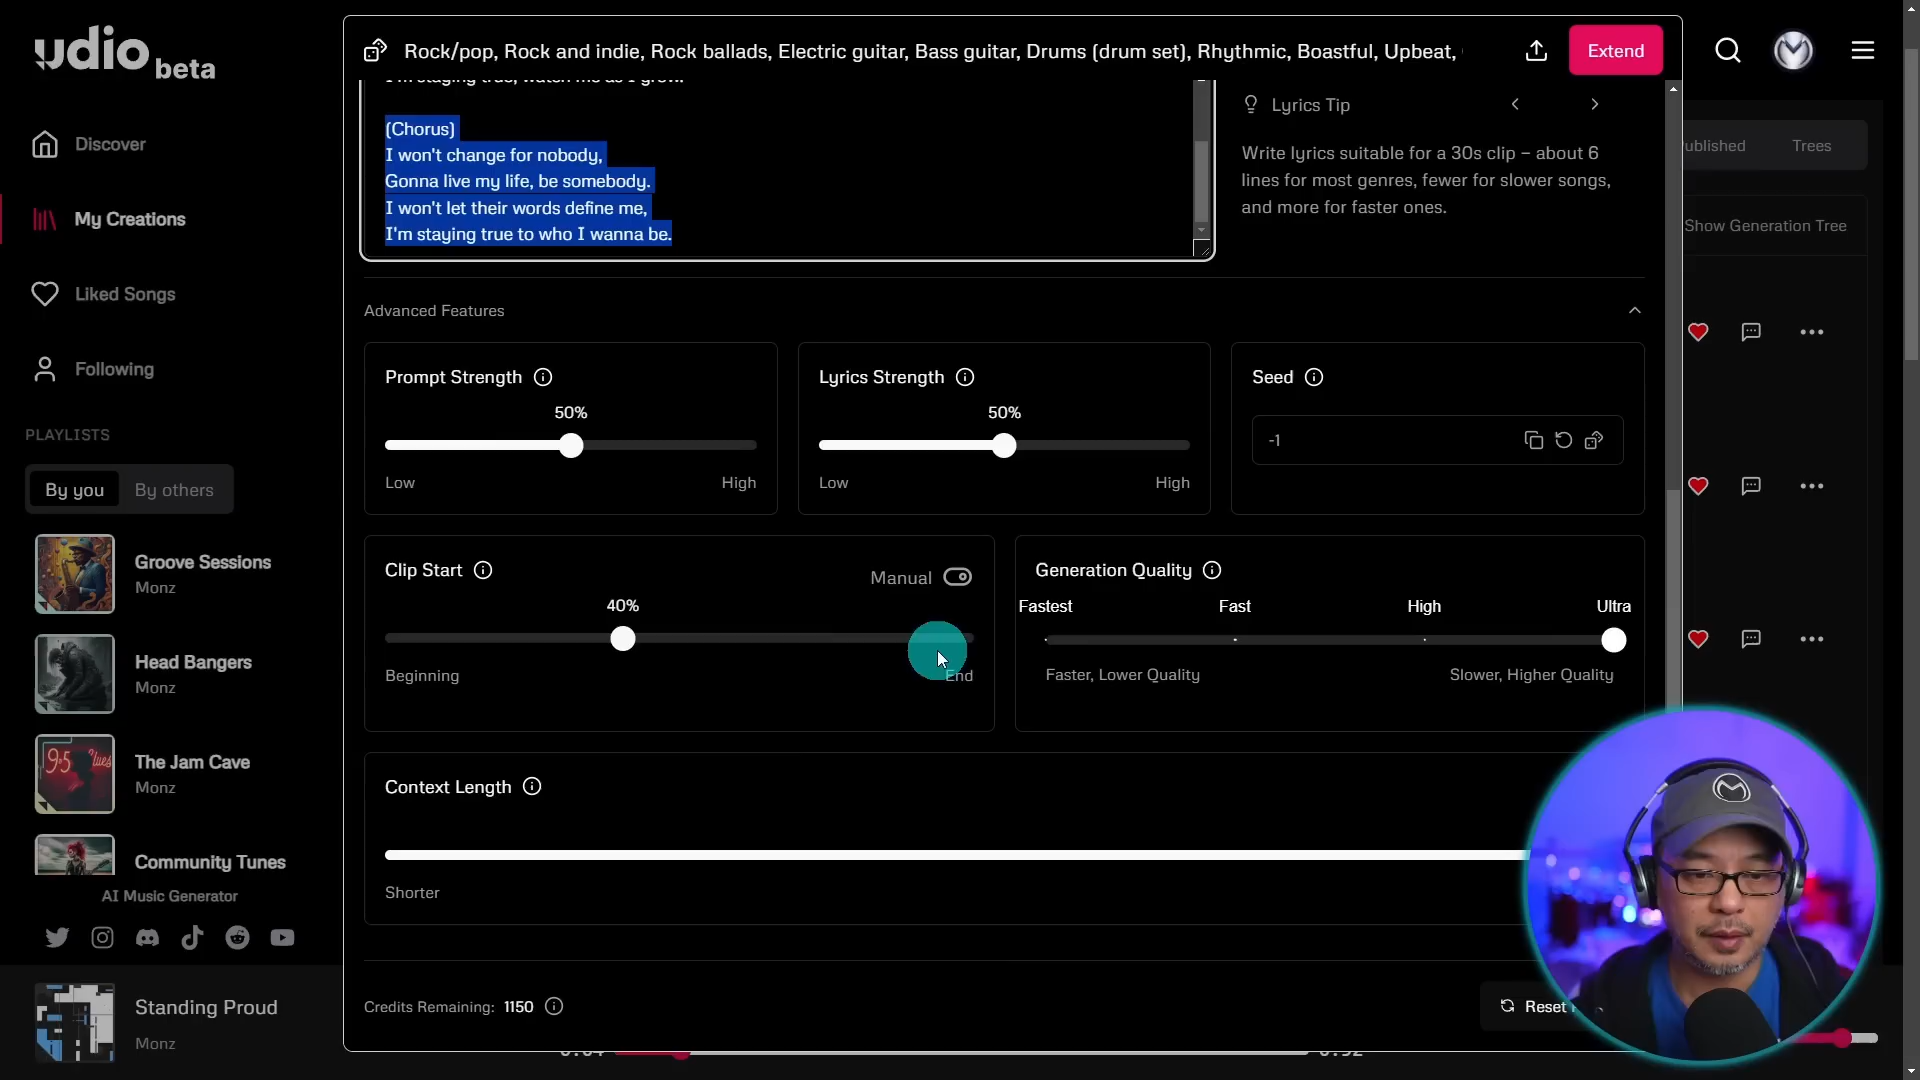 udio beta
Rock/pop, Rock and indie, Rock ballads, Electric guitar, Bass guitar, Drums (drum set), Rhythmic, Boastful, Upbeat,
Extend
Discover
My Creations
Liked Songs
Following
PLAYLISTS
By you
By others
Groove Sessions
Monz
Head Bangers
Monz
The Jam Cave
Monz
Community Tunes
AI Music Generator
Standing Proud
Monz
I'm staying true, watch me as I grow.
(Chorus)
I won't change for nobody,
Gonna live my life, be somebody.
I won't let their words define me,
I'm staying true to who I wanna be.
Lyrics Tip
Write lyrics suitable for a 30s clip – about 6
lines for most genres, fewer for slower songs,
and more for faster ones.
Trees
Show Generation Tree
Advanced Features
Prompt Strength
50%
Low
High
Lyrics Strength
50%
Low
High
Seed
-1
Clip Start
Manual
40%
Beginning
End
Generation Quality
Fastest
Fast
High
Ultra
Faster, Lower Quality
Slower, Higher Quality
Context Length
Shorter
Credits Remaining: 1150
Reset